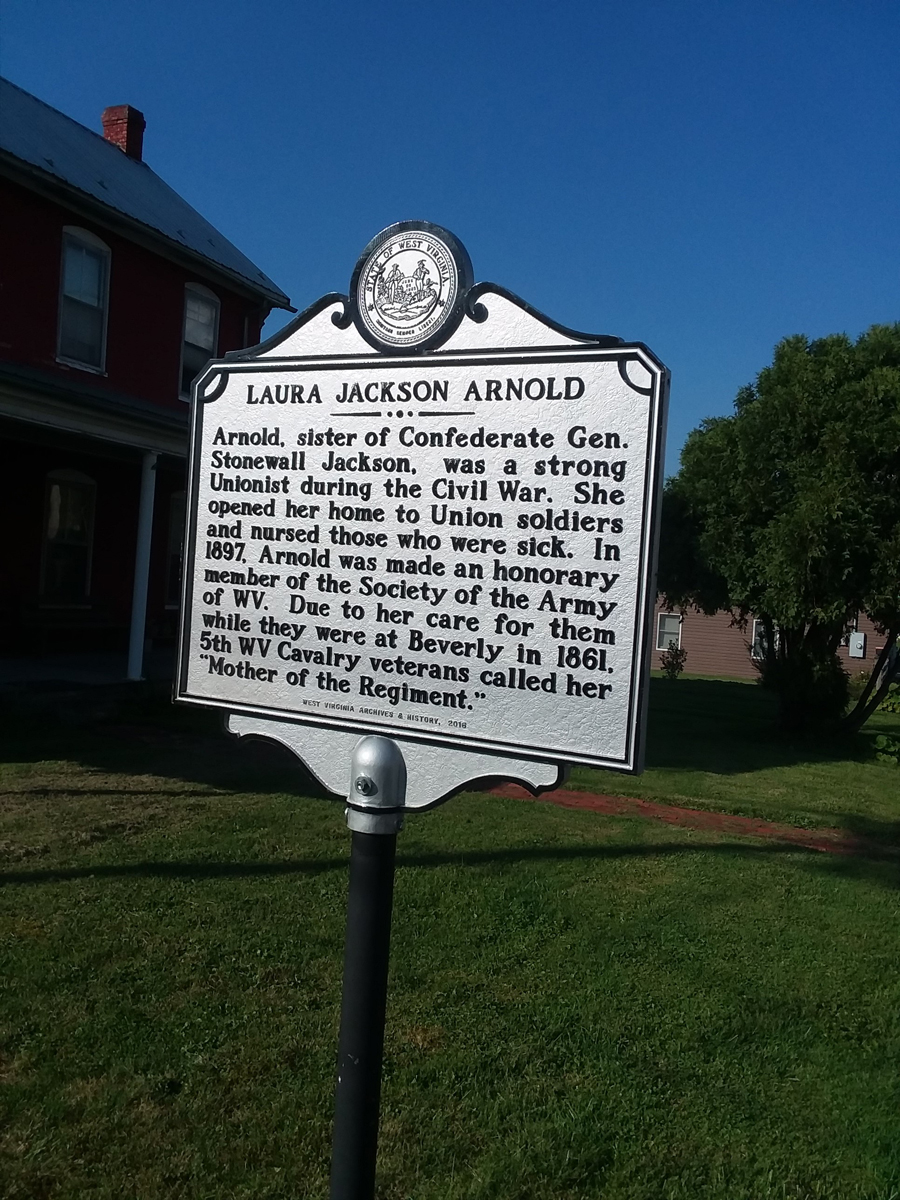 STATE OF WEST VIRGINIA.
MONTANI SEMPER LIBERI.
LAURA JACKSON ARNOLD
Arnold, sister of Confederate Gen.
Stonewall Jackson, was a strong
Unionist during the Civil War. She
opened her home to Union soldiers
and nursed those who were sick. In
1897, Arnold was made an honorary
member of the Society of the Army
of WV. Due to her care for them
while they were at Beverly in 1861,
5th WV Cavalry veterans called her
“Mother of the Regiment.”
WEST VIRGINIA ARCHIVES & HISTORY, 2016